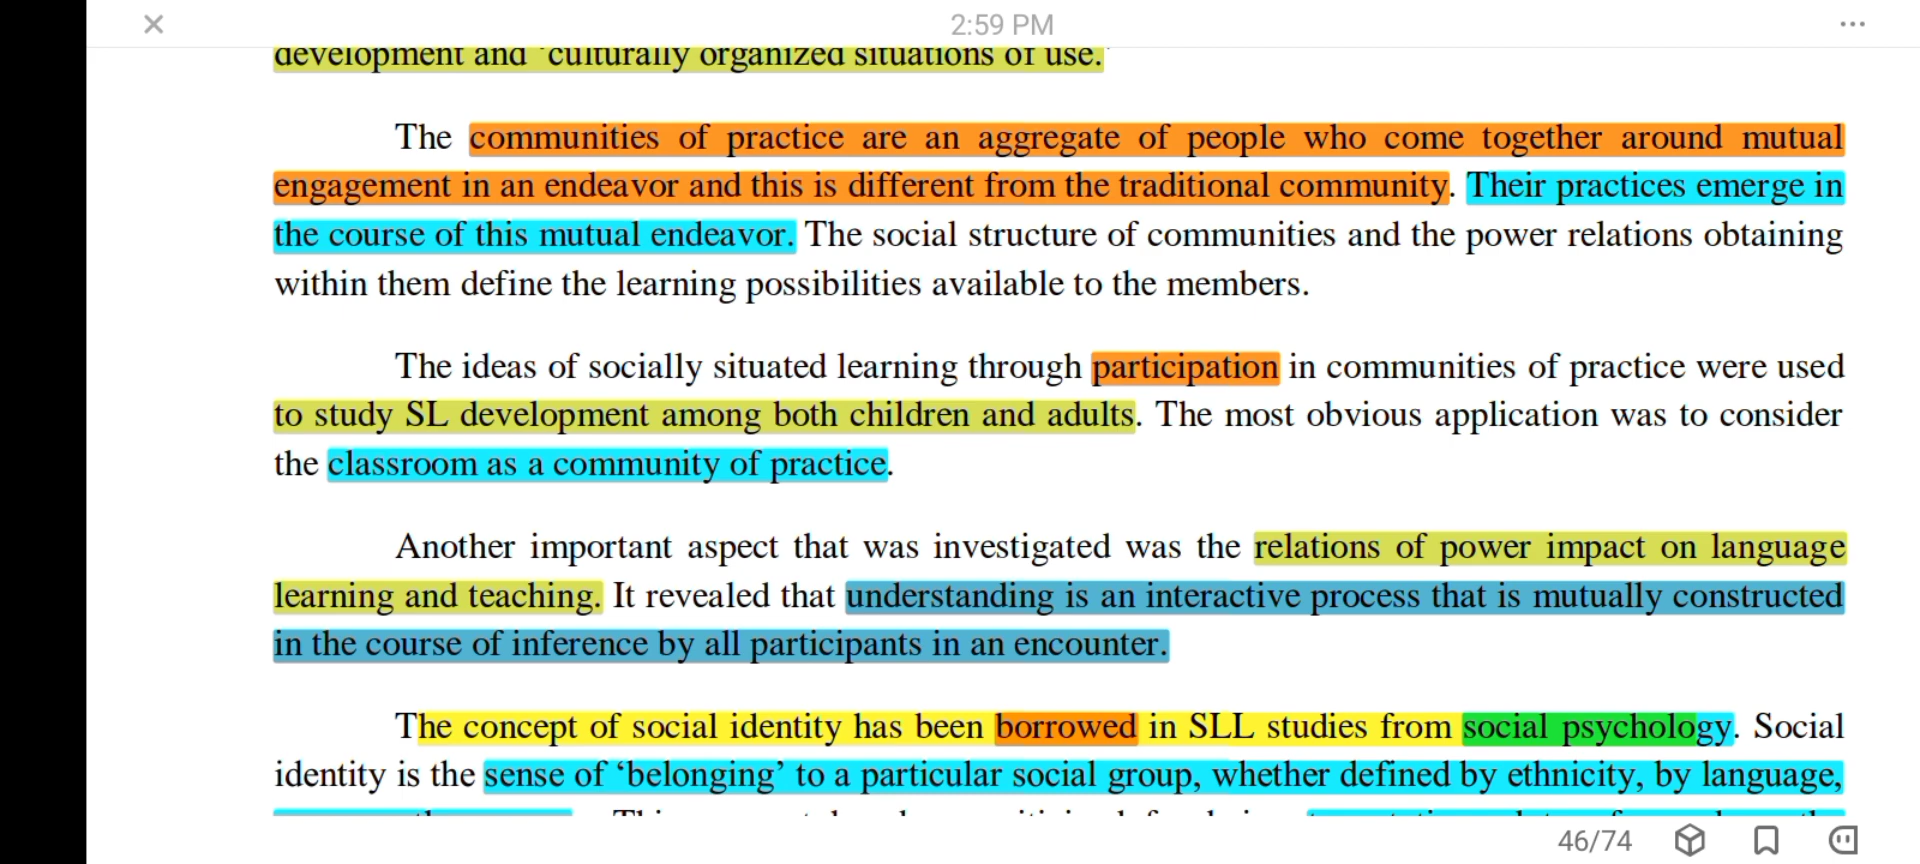 2:59 PM
development and 'culturally organized situations of use.'
The communities of practice are an aggregate of people who come together around mutual
engagement in an endeavor and this is different from the traditional community. Their practices emerge in
the course of this mutual endeavor. The social structure of communities and the power relations obtaining
within them define the learning possibilities available to the members.
The ideas of socially situated learning through participation in communities of practice were used
to study SL development among both children and adults. The most obvious application was to consider
the classroom as a community of practice.
Another important aspect that was investigated was the relations of power impact on language
learning and teaching. It revealed that understanding is an interactive process that is mutually constructed
in the course of inference by all participants in an encounter.
The concept of social identity has been borrowed in SLL studies from social psychology. Social
identity is the sense of ‘belonging’ to a particular social group, whether defined by ethnicity, by language,
46/74